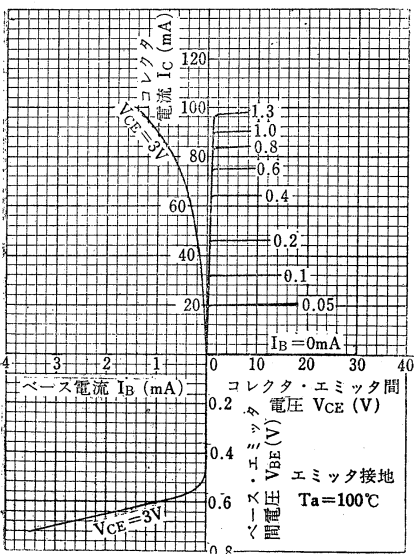 コレクタ
電流 IC (mA)
120
100
80
60
40
20
VCE=3V
1.3
1.0
0.8
0.6
0.4
0.2
0.1
0.05
IB=0mA
4
3
2
1
0
10
20
30
40
ベース電流 IB (mA)
コレクタ・エミッタ間
電圧 VCE (V)
0.2
0.4
0.6
0.8
ベース・エミッタ
間電圧 VBE (V)
エミッタ接地
Ta=100℃
VCE=3V